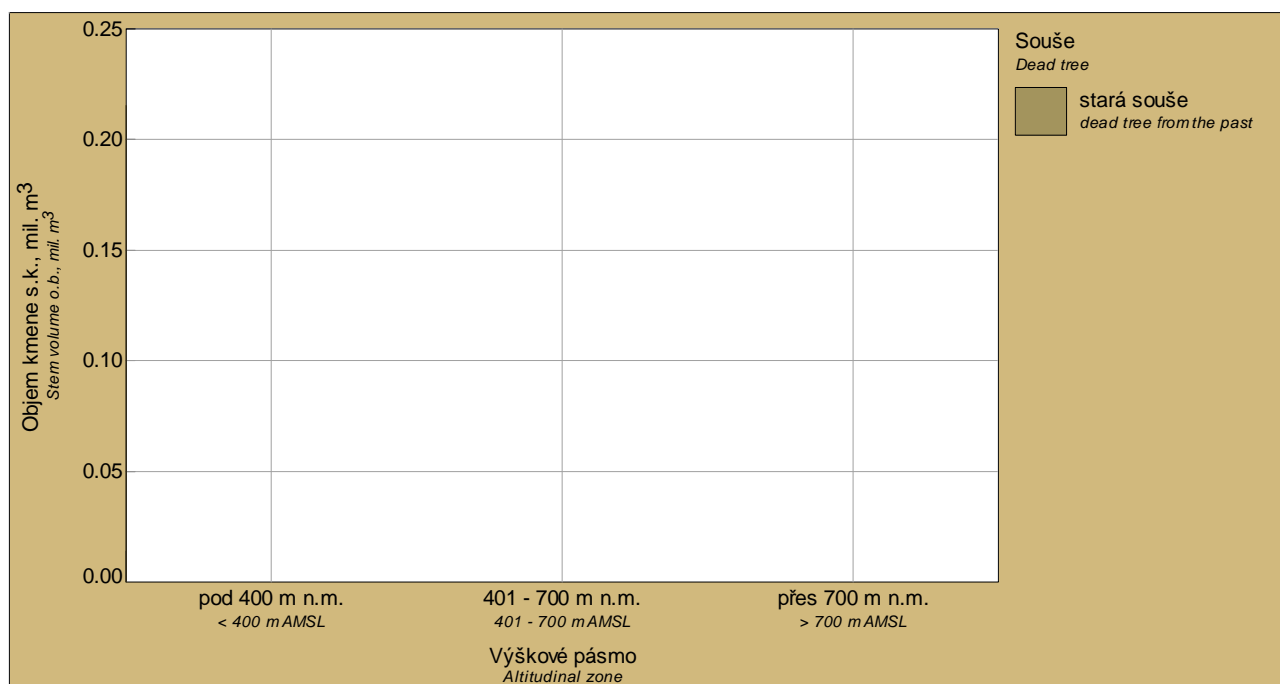 0.25
0.20
0.15
0.10
0.05
0.00
Objem kmene s.k., mil. m³
Stem volume o.b., mil. m³
pod 400 m n.m.
< 400 m AMSL
401 - 700 m n.m.
401 - 700 m AMSL
přes 700 m n.m.
> 700 m AMSL
Výškové pásmo
Altitudinal zone
Souše
Dead tree
stará souše
dead tree from the past